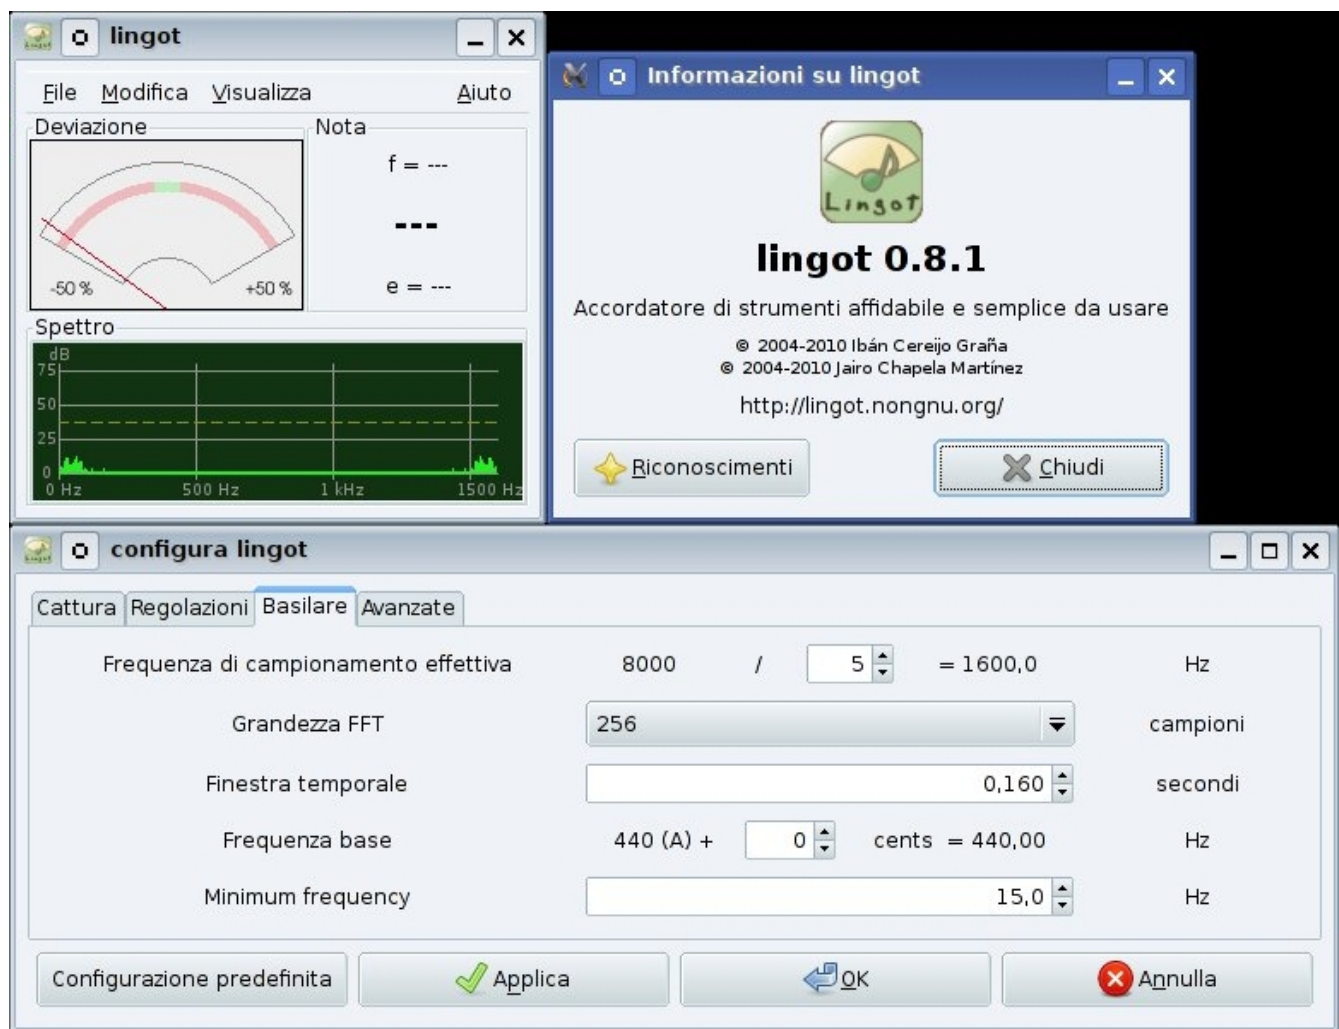 lingot
File Modifica Visualizza Aiuto
Deviazione
-50 % +50 %
Nota
f = ---
---
e = ---
Spettro
dB
75
50
25
0
0 Hz 500 Hz 1 kHz 1500 Hz
Informazioni su lingot
Lingot
lingot 0.8.1
Accordatore di strumenti affidabile e semplice da usare
© 2004-2010 Ibán Cereijo Graña
© 2004-2010 Jairo Chapela Martínez
http://lingot.nongnu.org/
Riconoscimenti Chiudi
configura lingot
Cattura Regolazioni Basilare Avanzate
Frequenza di campionamento effettiva 8000 / 5 = 1600,0 Hz
Grandezza FFT 256 campioni
Finestra temporale 0,160 secondi
Frequenza base 440 (A) + 0 cents = 440,00 Hz
Minimum frequency 15,0 Hz
Configurazione predefinita Applica OK Annulla